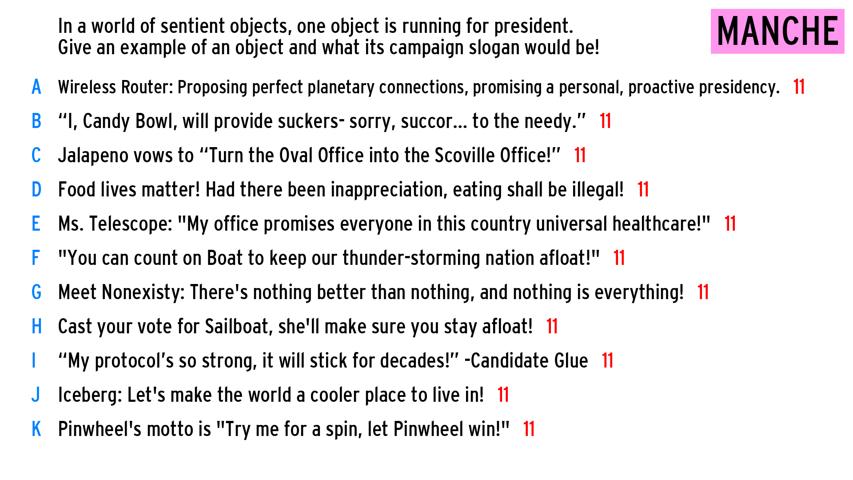 In a world of sentient objects, one object is running for president.
Give an example of an object and what its campaign slogan would be!
MANCHE
A Wireless Router: Proposing perfect planetary connections, promising a personal, proactive presidency. 11
B “I, Candy Bowl, will provide suckers- sorry, succor... to the needy.” 11
C Jalapeno vows to “Turn the Oval Office into the Scoville Office!” 11
D Food lives matter! Had there been inappreciation, eating shall be illegal! 11
E Ms. Telescope: "My office promises everyone in this country universal healthcare!" 11
F "You can count on Boat to keep our thunder-storming nation afloat!" 11
G Meet Nonexisty: There's nothing better than nothing, and nothing is everything! 11
H Cast your vote for Sailboat, she'll make sure you stay afloat! 11
I “My protocol’s so strong, it will stick for decades!” -Candidate Glue 11
J Iceberg: Let's make the world a cooler place to live in! 11
K Pinwheel's motto is "Try me for a spin, let Pinwheel win!" 11